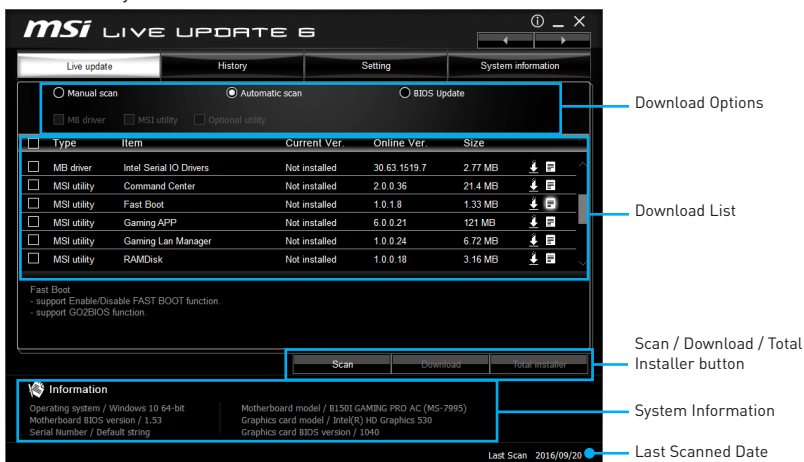 msi LIVE UPDATE 6
Live update History Setting System information
Manual scan Automatic scan BIOS Update
MB driver MSI utility Optional utility
Download Options
Type Item Current Ver. Online Ver. Size
MB driver Intel Serial IO Drivers Not installed 30.63.1519.7 2.77 MB
MSI utility Command Center Not installed 2.0.0.36 21.4 MB
MSI utility Fast Boot Not installed 1.0.1.8 1.33 MB
Download List
MSI utility Gaming APP Not installed 6.0.0.21 121 MB
MSI utility Gaming Lan Manager Not installed 1.0.0.24 6.72 MB
MSI utility RAMDisk Not installed 1.0.0.18 3.16 MB
Fast Boot
- support Enable/Disable FAST BOOT function.
- support GO2BIOS function.
Scan Download Total installer
Scan / Download / Total
Installer button
Information
Operating system / Windows 10 64-bit Motherboard model / B150I GAMING PRO AC (MS-7995)
Motherboard BIOS version / 1.53 Graphics card model / Intel(R) HD Graphics 530
Serial Number / Default string Graphics card BIOS version / 1040
System Information
Last Scan 2016/09/20
Last Scanned Date